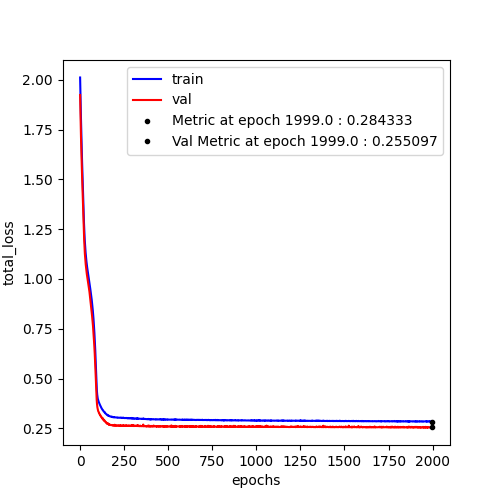 train
val
Metric at epoch 1999.0 : 0.284333
Val Metric at epoch 1999.0 : 0.255097
2.00
1.75
1.50
1.25
1.00
0.75
0.50
0.25
total_loss
0 250 500 750 1000 1250 1500 1750 2000
epochs